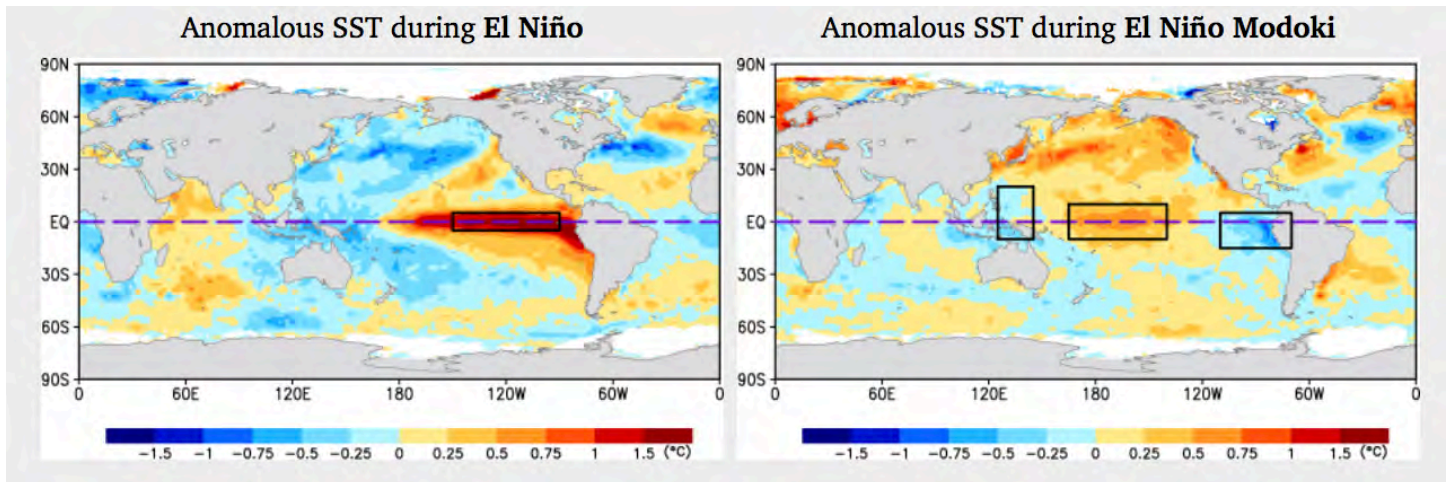 Anomalous SST during El Niño
Anomalous SST during El Niño Modoki
90N
60N
30N
EQ
30S
60S
90S
0 60E 120E 180 120W 60W 0
-1.5 -1 -0.75 -0.5 -0.25 0 0.25 0.5 0.75 1 1.5 (°C)
90N
60N
30N
EQ
30S
60S
90S
0 60E 120E 180 120W 60W 0
-1.5 -1 -0.75 -0.5 -0.25 0 0.25 0.5 0.75 1 1.5 (°C)